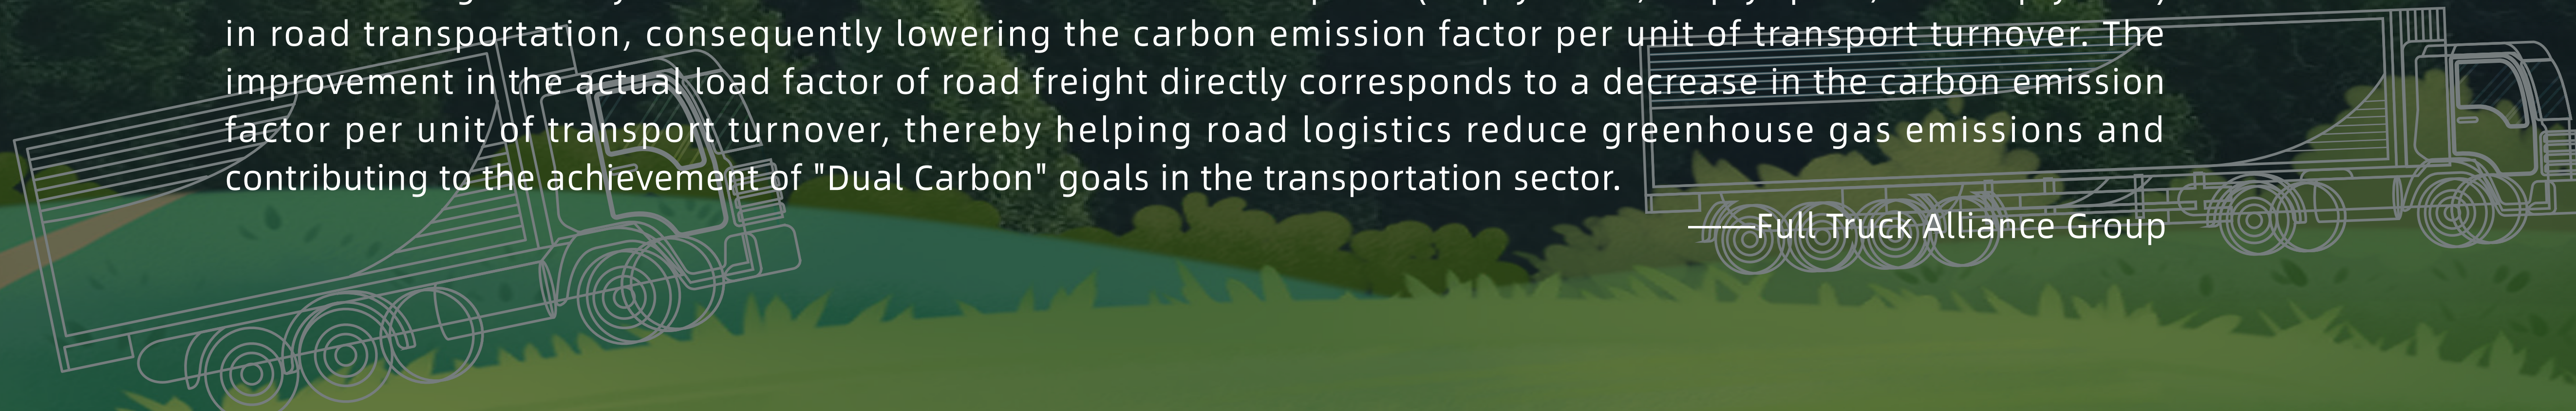 in road transportation, consequently lowering the carbon emission factor per unit of transport turnover. The
improvement in the actual load factor of road freight directly corresponds to a decrease in the carbon emission
factor per unit of transport turnover, thereby helping road logistics reduce greenhouse gas emissions and
contributing to the achievement of "Dual Carbon" goals in the transportation sector.
——Full Truck Alliance Group